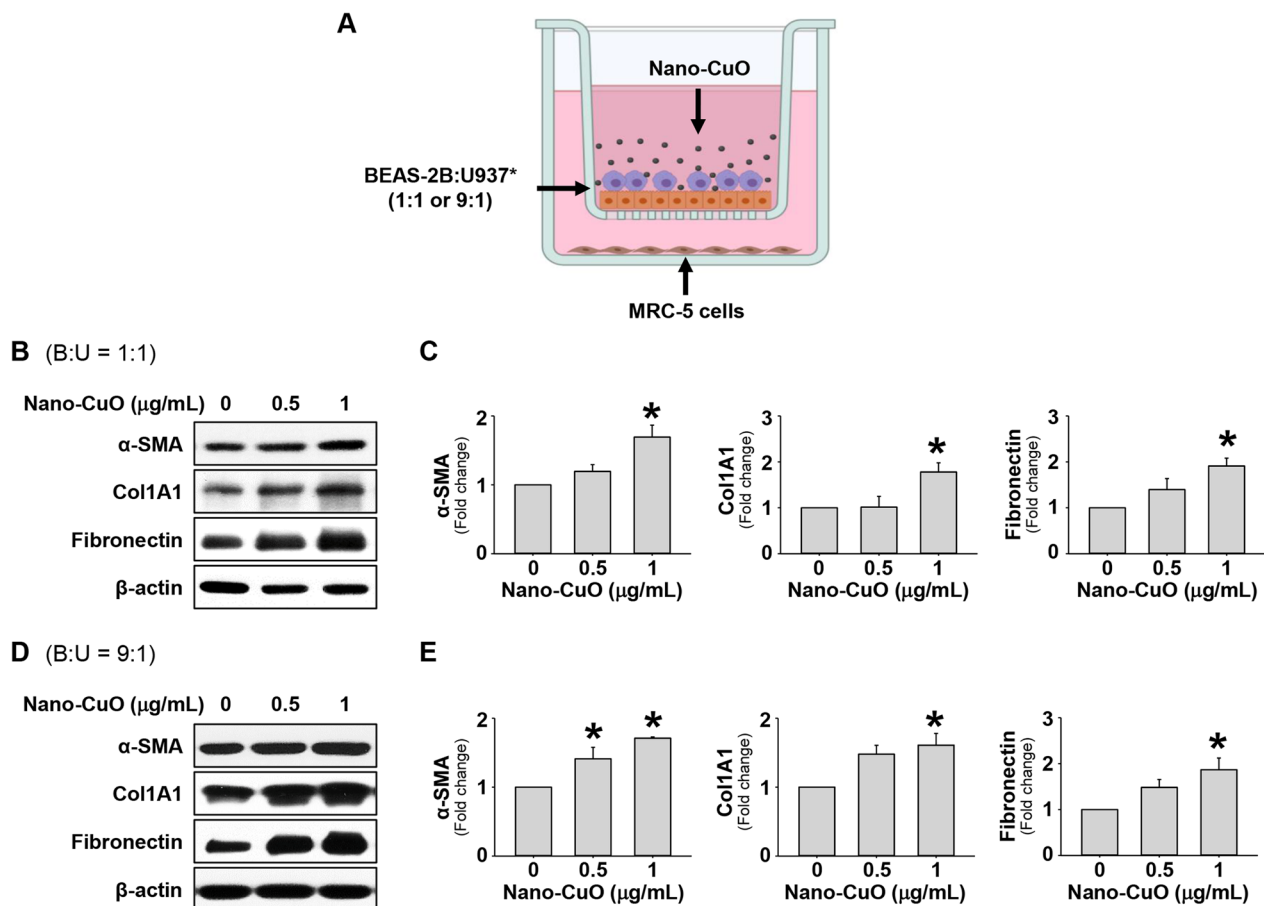 A
Nano-CuO
BEAS-2B:U937*
(1:1 or 9:1)
MRC-5 cells
B (B:U = 1:1)
Nano-CuO (μg/mL) 0 0.5 1
α-SMA
Col1A1
Fibronectin
β-actin
C
α-SMA
(Fold change)
2
1
0
*
0 0.5 1
Nano-CuO (μg/mL)
Col1A1
(Fold change)
3
2
1
0
*
0 0.5 1
Nano-CuO (μg/mL)
Fibronectin
(Fold change)
3
2
1
0
*
0 0.5 1
Nano-CuO (μg/mL)
D (B:U = 9:1)
Nano-CuO (μg/mL) 0 0.5 1
α-SMA
Col1A1
Fibronectin
β-actin
E
α-SMA
(Fold change)
2
1
0
* *
0 0.5 1
Nano-CuO (μg/mL)
Col1A1
(Fold change)
2
1
0
*
0 0.5 1
Nano-CuO (μg/mL)
Fibronectin
(Fold change)
3
2
1
0
*
0 0.5 1
Nano-CuO (μg/mL)